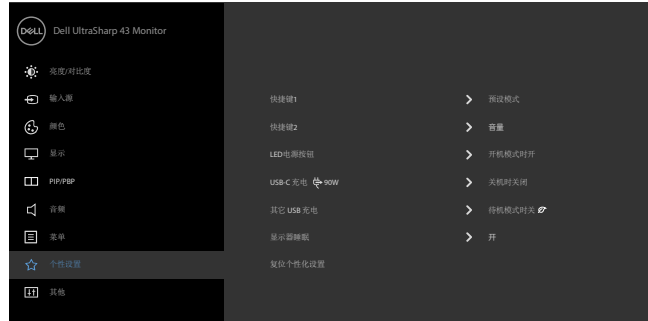 DELL Dell UltraSharp 43 Monitor
亮度/对比度
输入源 快捷键1 预设模式
颜色 快捷键2 音量
显示 LED电源按钮 开机模式时开
PIP/PBP USB-C 充电 90W 关机时关闭
音频 其它 USB 充电 待机模式时关
菜单 显示器睡眠 开
个性设置 复位个性化设置
其他